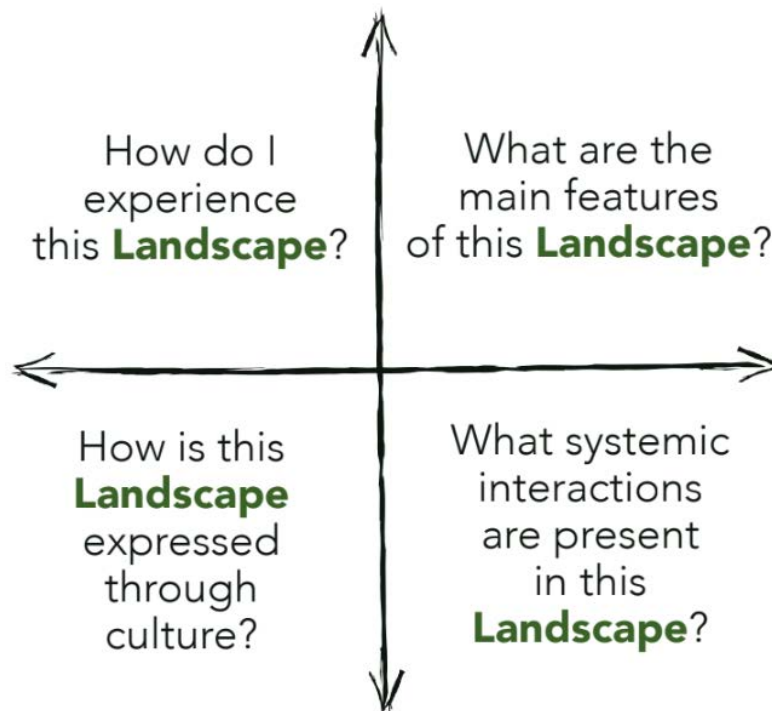 How do I
experience
this Landscape?
What are the
main features
of this Landscape?
How is this
Landscape
expressed
through
culture?
What systemic
interactions
are present
in this
Landscape?